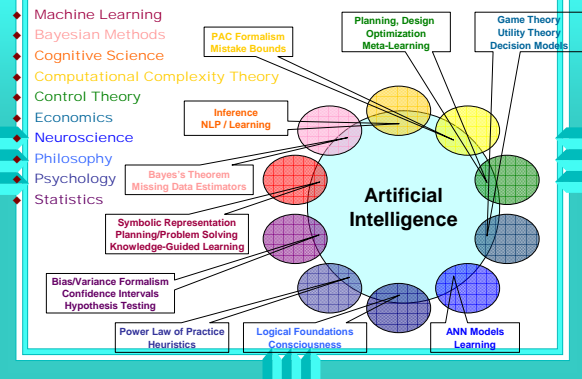 Machine Learning
Bayesian Methods
Cognitive Science
Computational Complexity Theory
Control Theory
Economics
Neuroscience
Philosophy
Psychology
Statistics
PAC Formalism
Mistake Bounds
Planning, Design
Optimization
Meta-Learning
Game Theory
Utility Theory
Decision Models
Inference
NLP / Learning
Bayes's Theorem
Missing Data Estimators
Symbolic Representation
Planning/Problem Solving
Knowledge-Guided Learning
Artificial
Intelligence
Bias/Variance Formalism
Confidence Intervals
Hypothesis Testing
Power Law of Practice
Heuristics
Logical Foundations
Consciousness
ANN Models
Learning